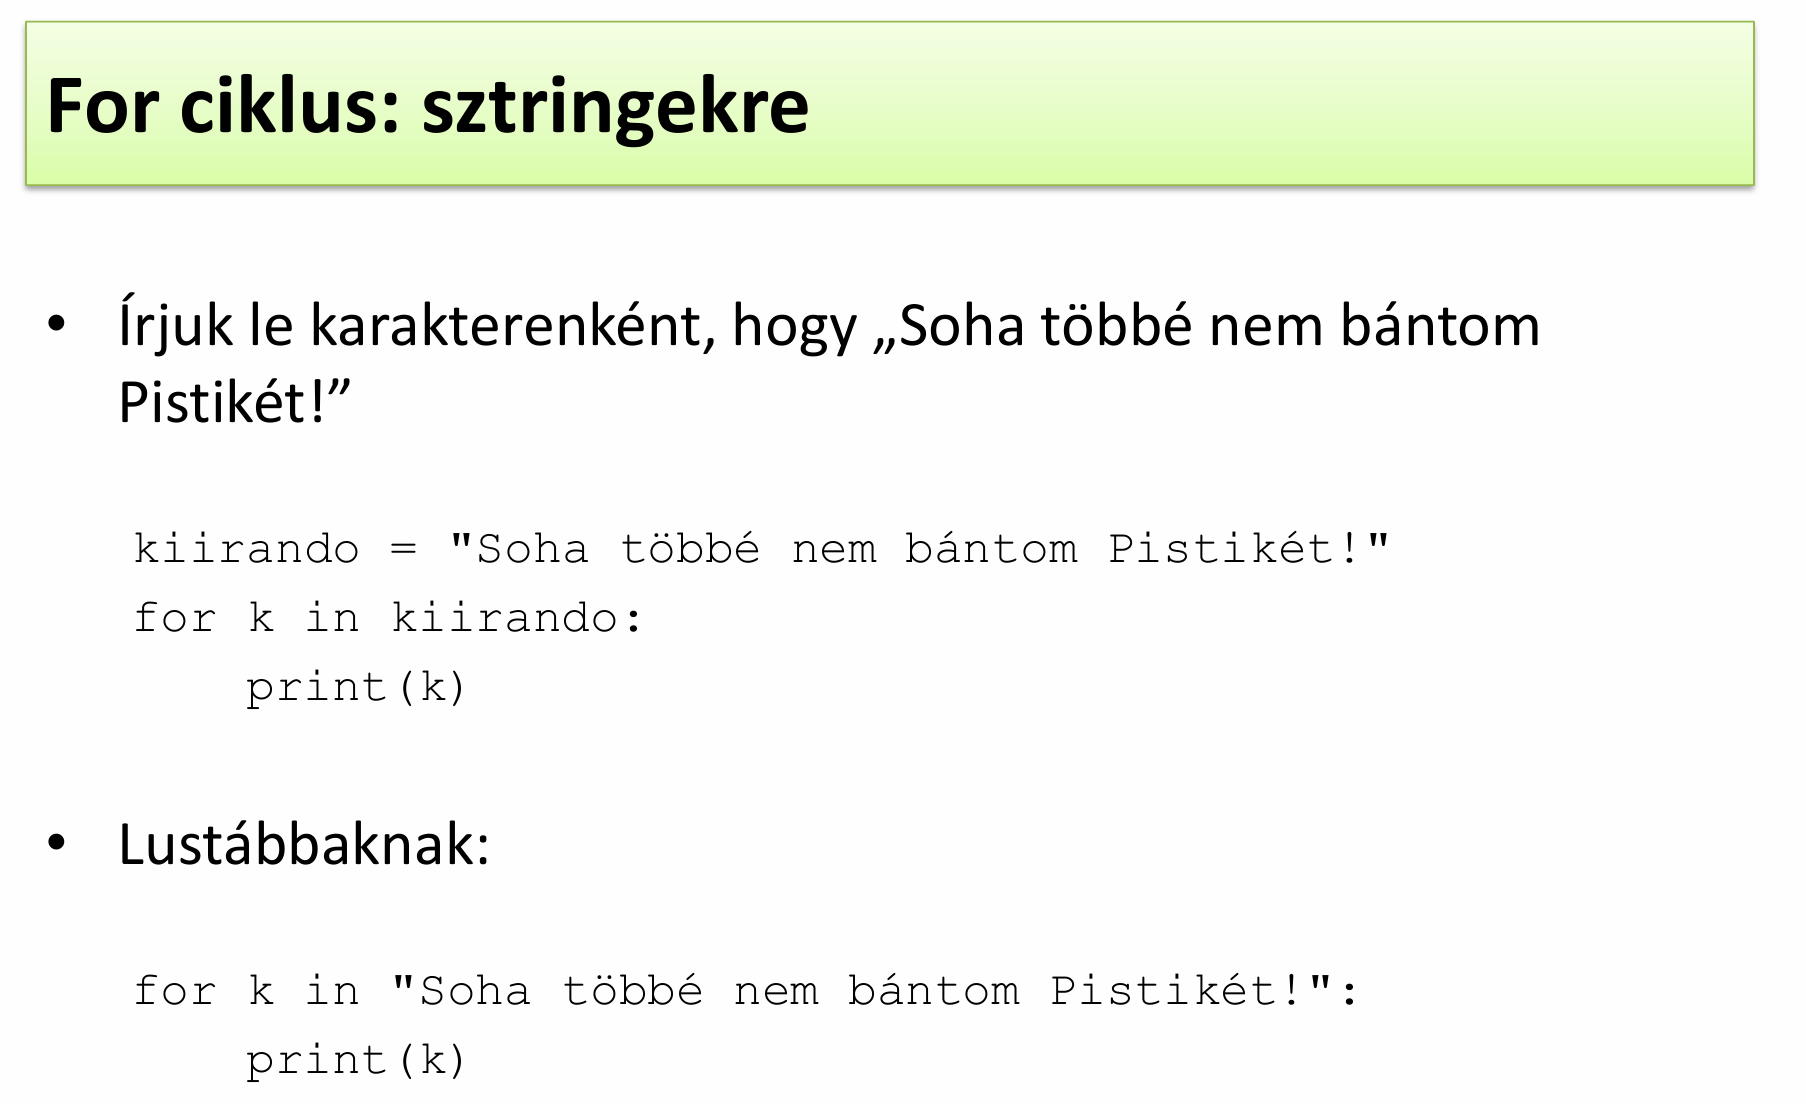 For ciklus: sztringekre
• Írjuk le karakterenként, hogy „Soha többé nem bántom
Pistikét!”
kiirando = "Soha többé nem bántom Pistikét!"
for k in kiirando:
    print(k)
• Lustábbaknak:
for k in "Soha többé nem bántom Pistikét!":
    print(k)